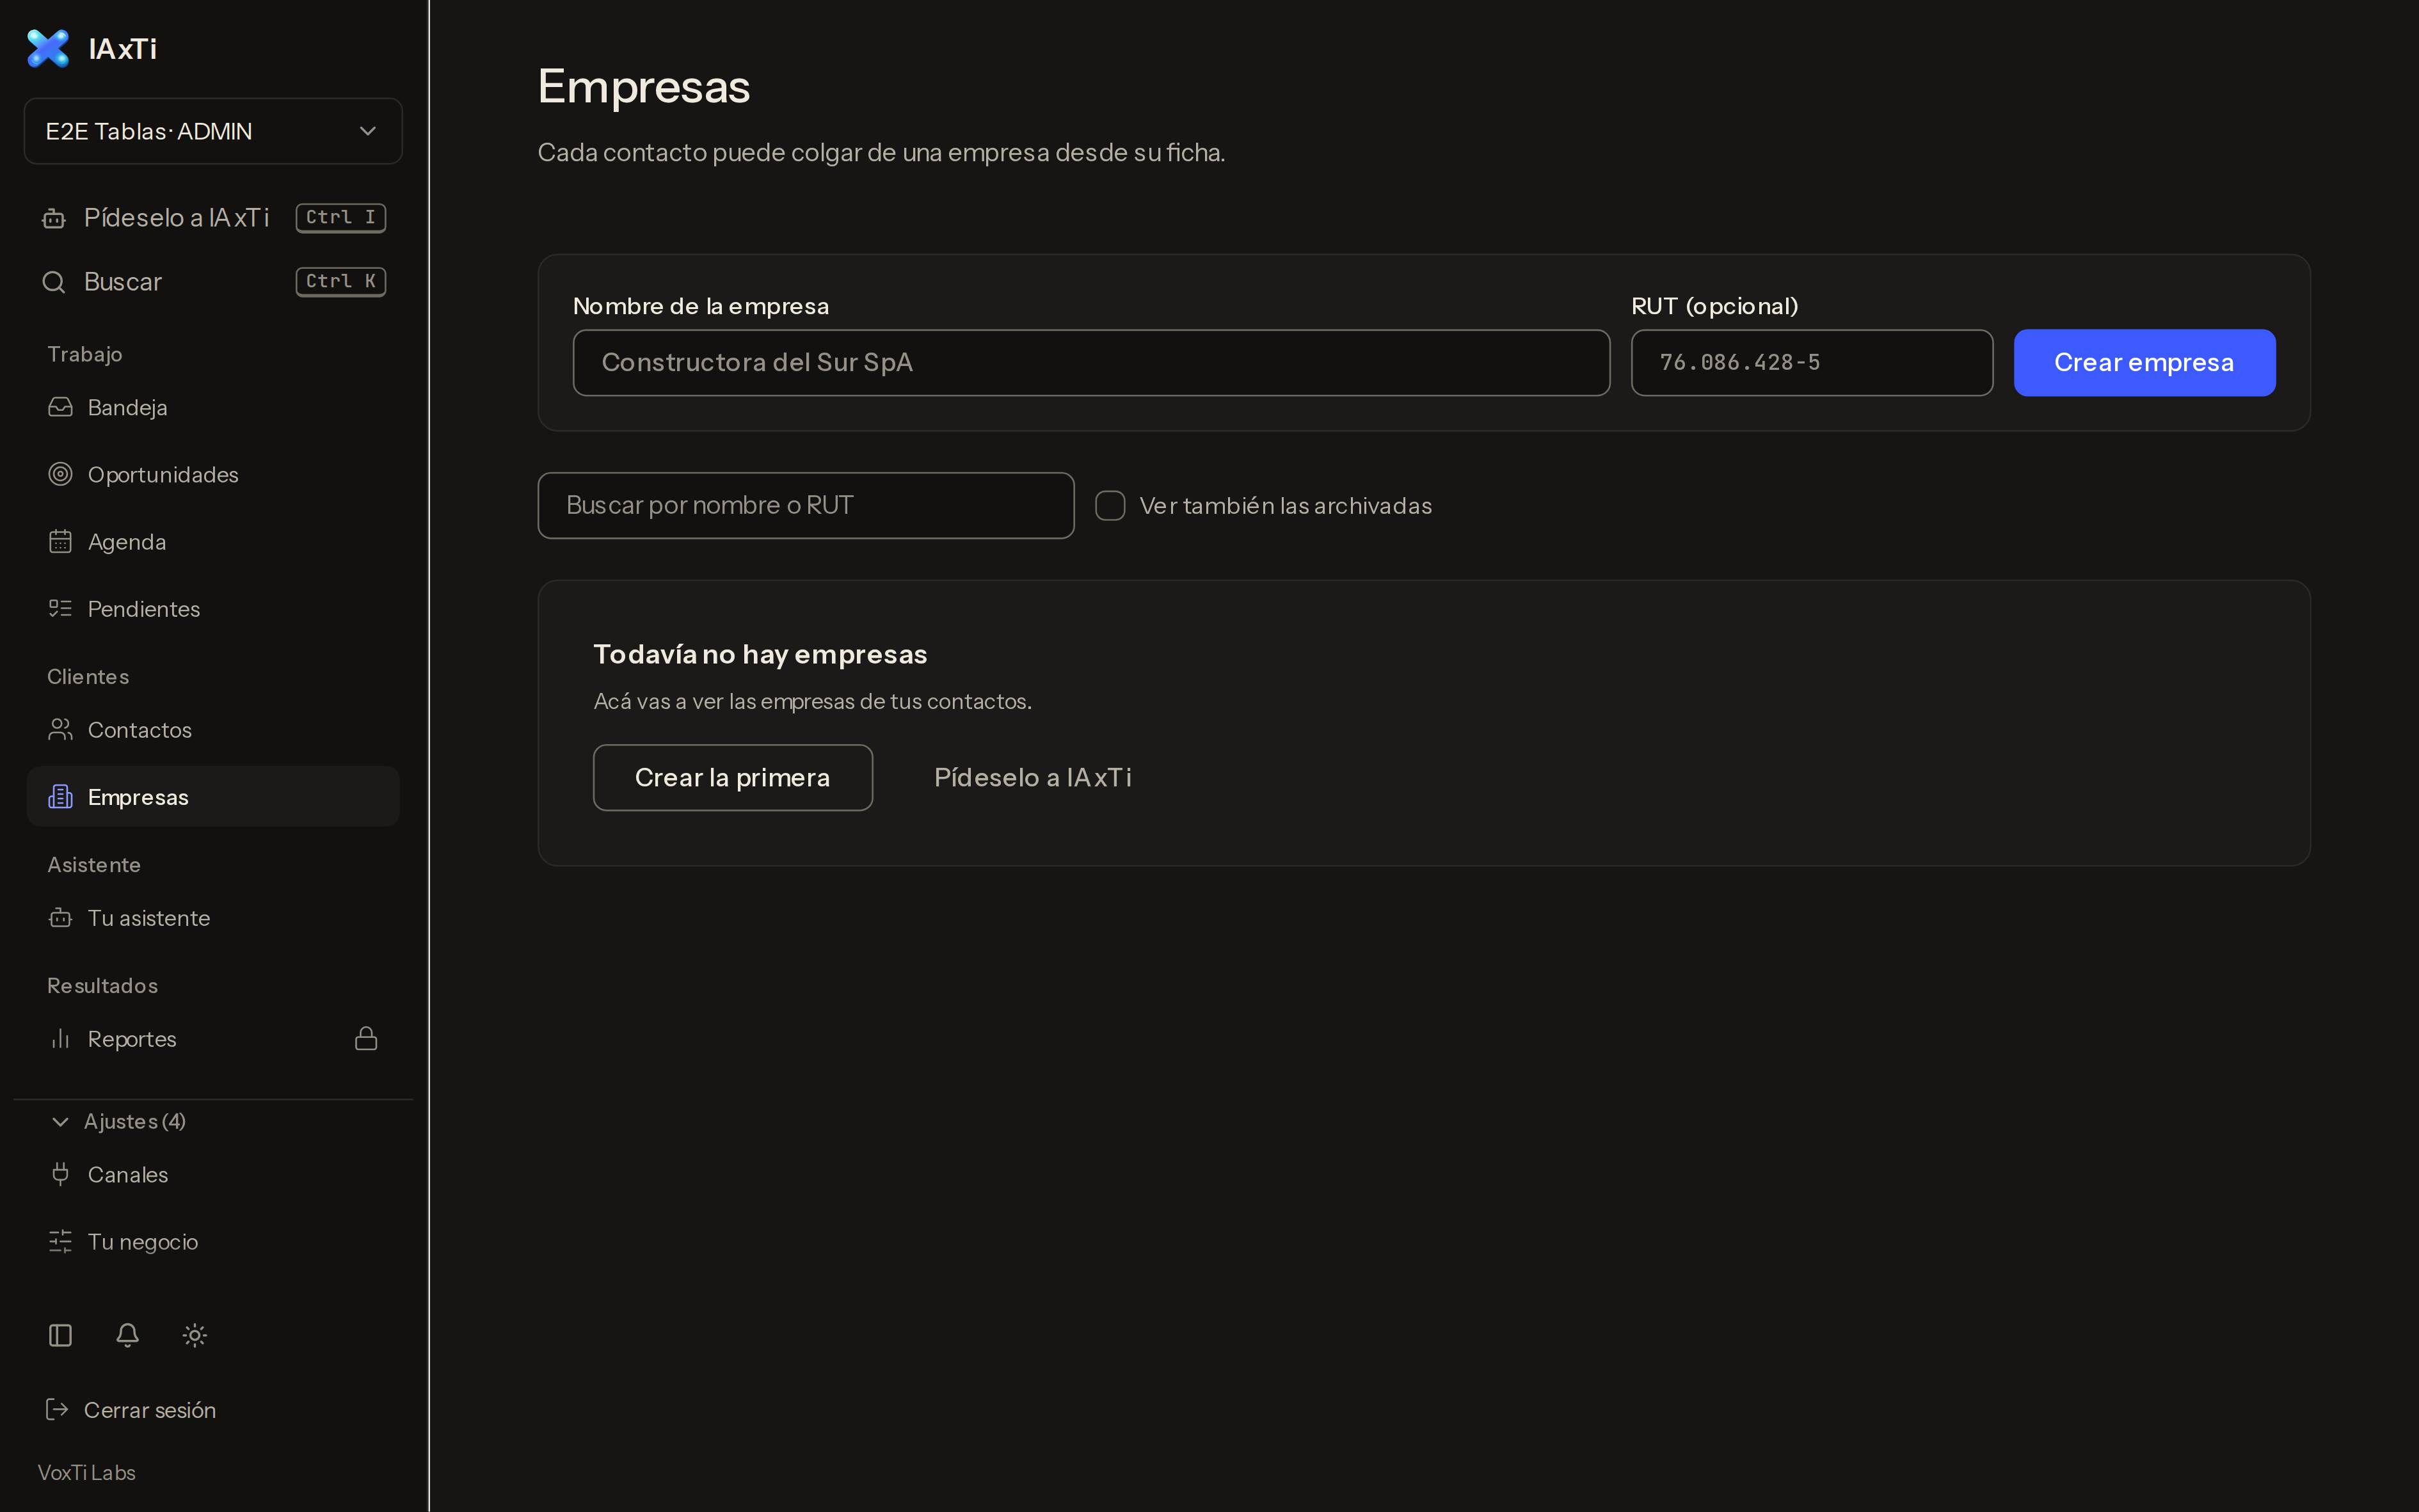 IAxTi
E2E Tablas · ADMIN
Pídeselo a IAxTi Ctrl I
Buscar Ctrl K
Trabajo
Bandeja
Oportunidades
Agenda
Pendientes
Clientes
Contactos
Empresas
Asistente
Tu asistente
Resultados
Reportes
Ajustes (4)
Canales
Tu negocio
Cerrar sesión
VoxTi Labs
Empresas
Cada contacto puede colgar de una empresa desde su ficha.
Nombre de la empresa
Constructora del Sur SpA
RUT (opcional)
76.086.428-5
Crear empresa
Buscar por nombre o RUT
Ver también las archivadas
Todavía no hay empresas
Acá vas a ver las empresas de tus contactos.
Crear la primera
Pídeselo a IAxTi